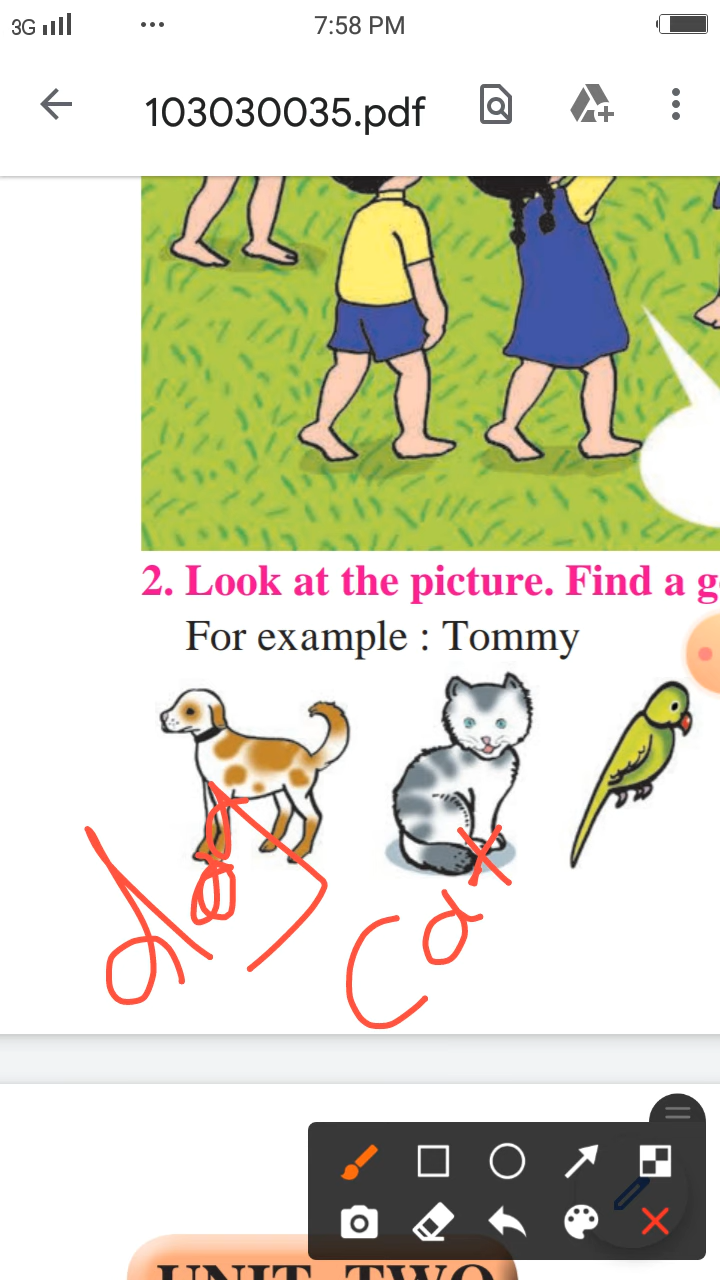 3G 7:58 PM
103030035.pdf
2. Look at the picture. Find a g
For example : Tommy
dog
cat
UNIT TWO